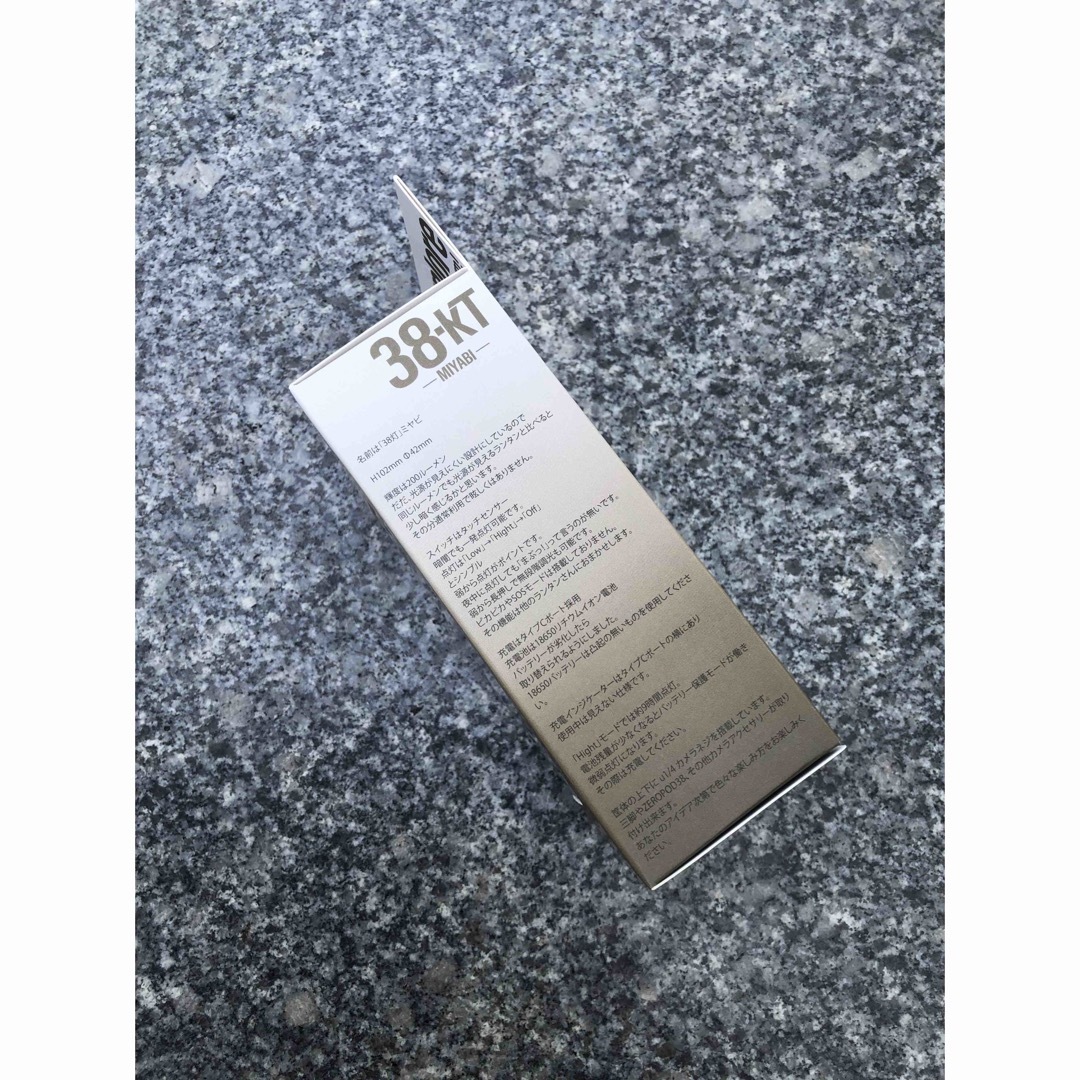 38-KT
MIYABI
名前は「38灯」ミヤビ
H102mm Φ42mm
輝度は200ルーメン
ただ、光源が見えにくい設計にしているので
同じルーメンでも光源が見えるランタンと比べると
少し暗く感じるかと思います。
その分通常利用で眩しくはありません。
スイッチはタッチセンサー
暗闇でも一発点灯可能です。
点灯は「Low」→「Hight」→「Off」
とシンプル
弱から点灯がポイントです。
夜中に点灯しても「まぶっ!」って言うのが無いです。
弱から長押しで無段階調光も可能です。
ピカピカやSOSモードは搭載しておりません。
その機能は他のランタンさんにおまかせします。
充電はタイプCポート採用
充電池は18650リチウムイオン電池
バッテリーが劣化したら
取り替えられるようにしました。
18650バッテリーは凸起の無いものを使用してくださ
い。
充電インジケーターはタイプCポートの横にあり
使用中は見えない仕様です。
「Hight」モードでは約9時間点灯。
電池残量が少なくなるとバッテリー保護モードが働き
微弱点灯になります。
その際は充電してください。
筐体の上下にu1/4カメラネジを搭載しています。
三脚やZEROPOD38、その他カメラアクセサリーが取り
付け出来ます。
あなたのアイデア次第で色々な楽しみ方をお楽しみく
ださい。